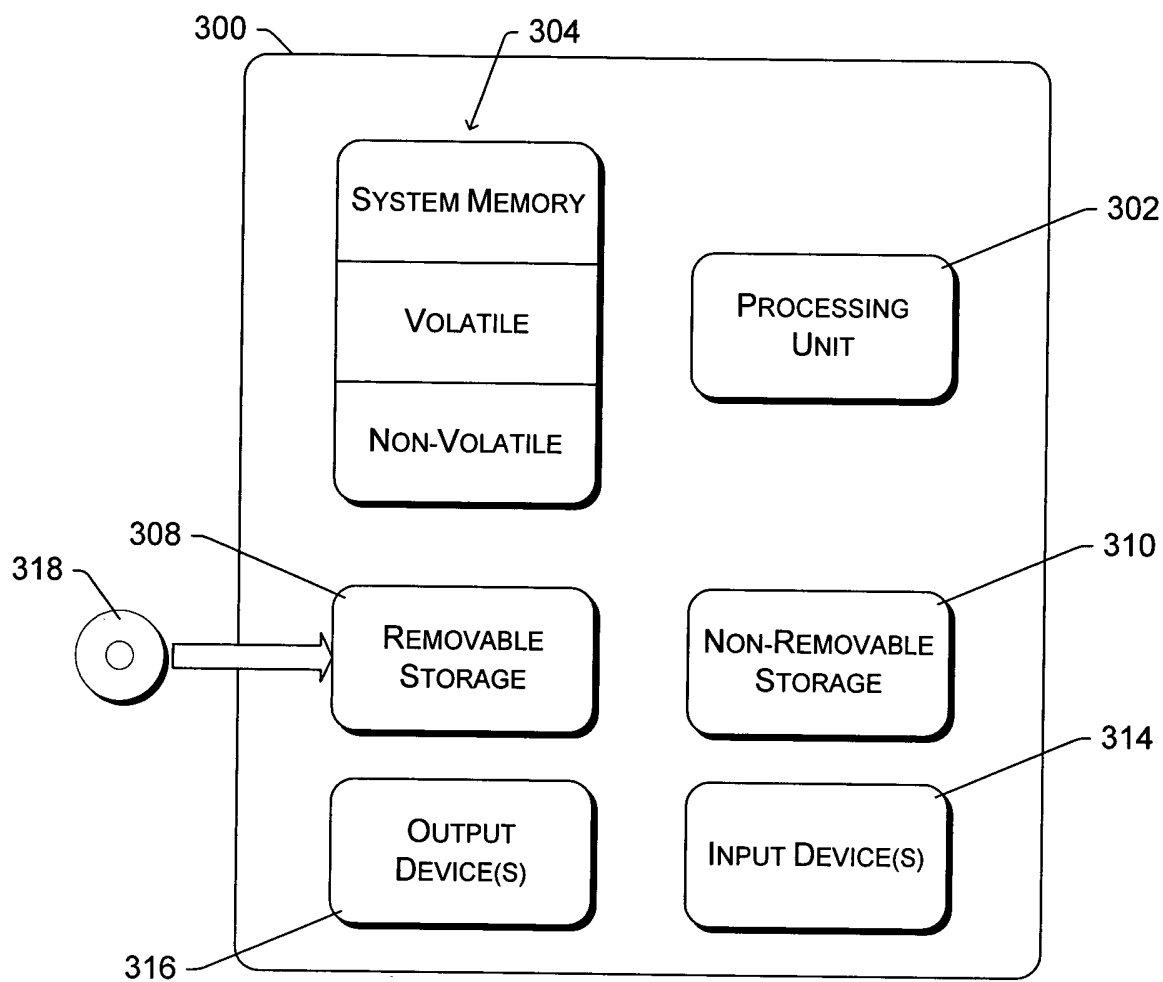 300
304
SYSTEM MEMORY
302
VOLATILE
PROCESSING
UNIT
NON-VOLATILE
308
310
318
REMOVABLE
STORAGE
NON-REMOVABLE
STORAGE
314
OUTPUT
DEVICE(S)
INPUT DEVICE(S)
316